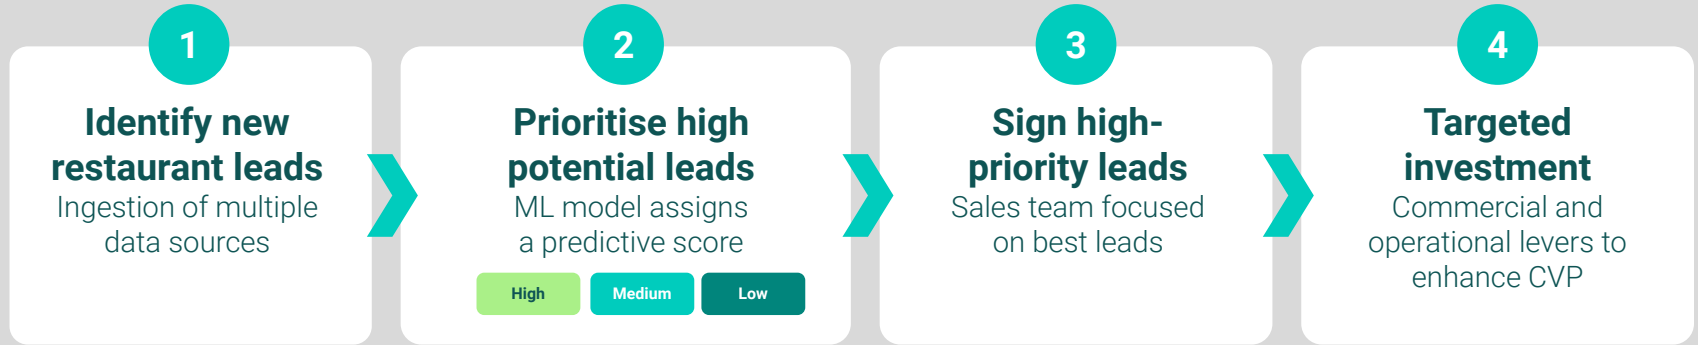 1
Identify new
restaurant leads
Ingestion of multiple
data sources
2
Prioritise high
potential leads
ML model assigns
a predictive score
High
Medium
Low
3
Sign high-
priority leads
Sales team focused
on best leads
4
Targeted
investment
Commercial and
operational levers to
enhance CVP